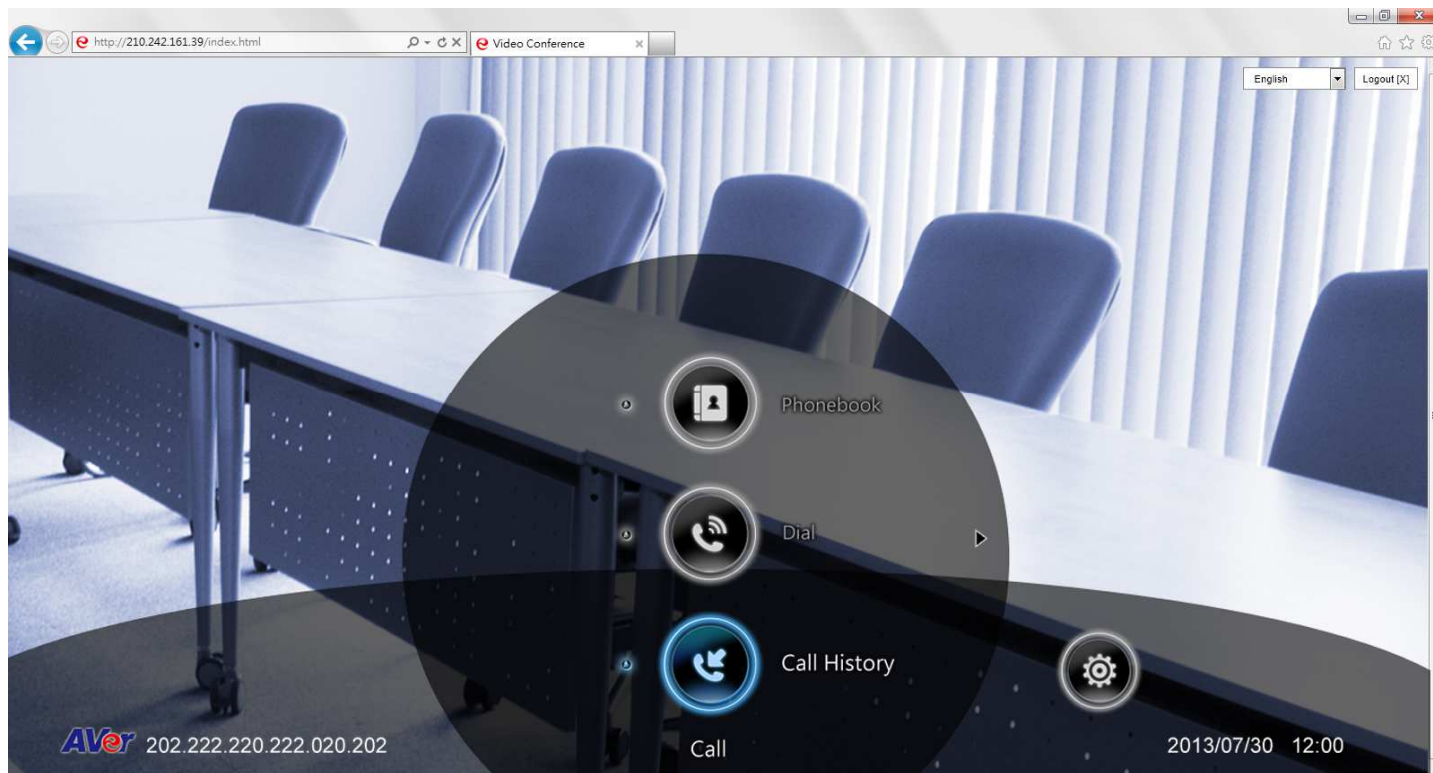 http://210.242.161.39/index.html
Video Conference
English
Logout [X]
Phonebook
Dial
Call History
AVer 202.222.220.222.020.202
Call
2013/07/30 12:00